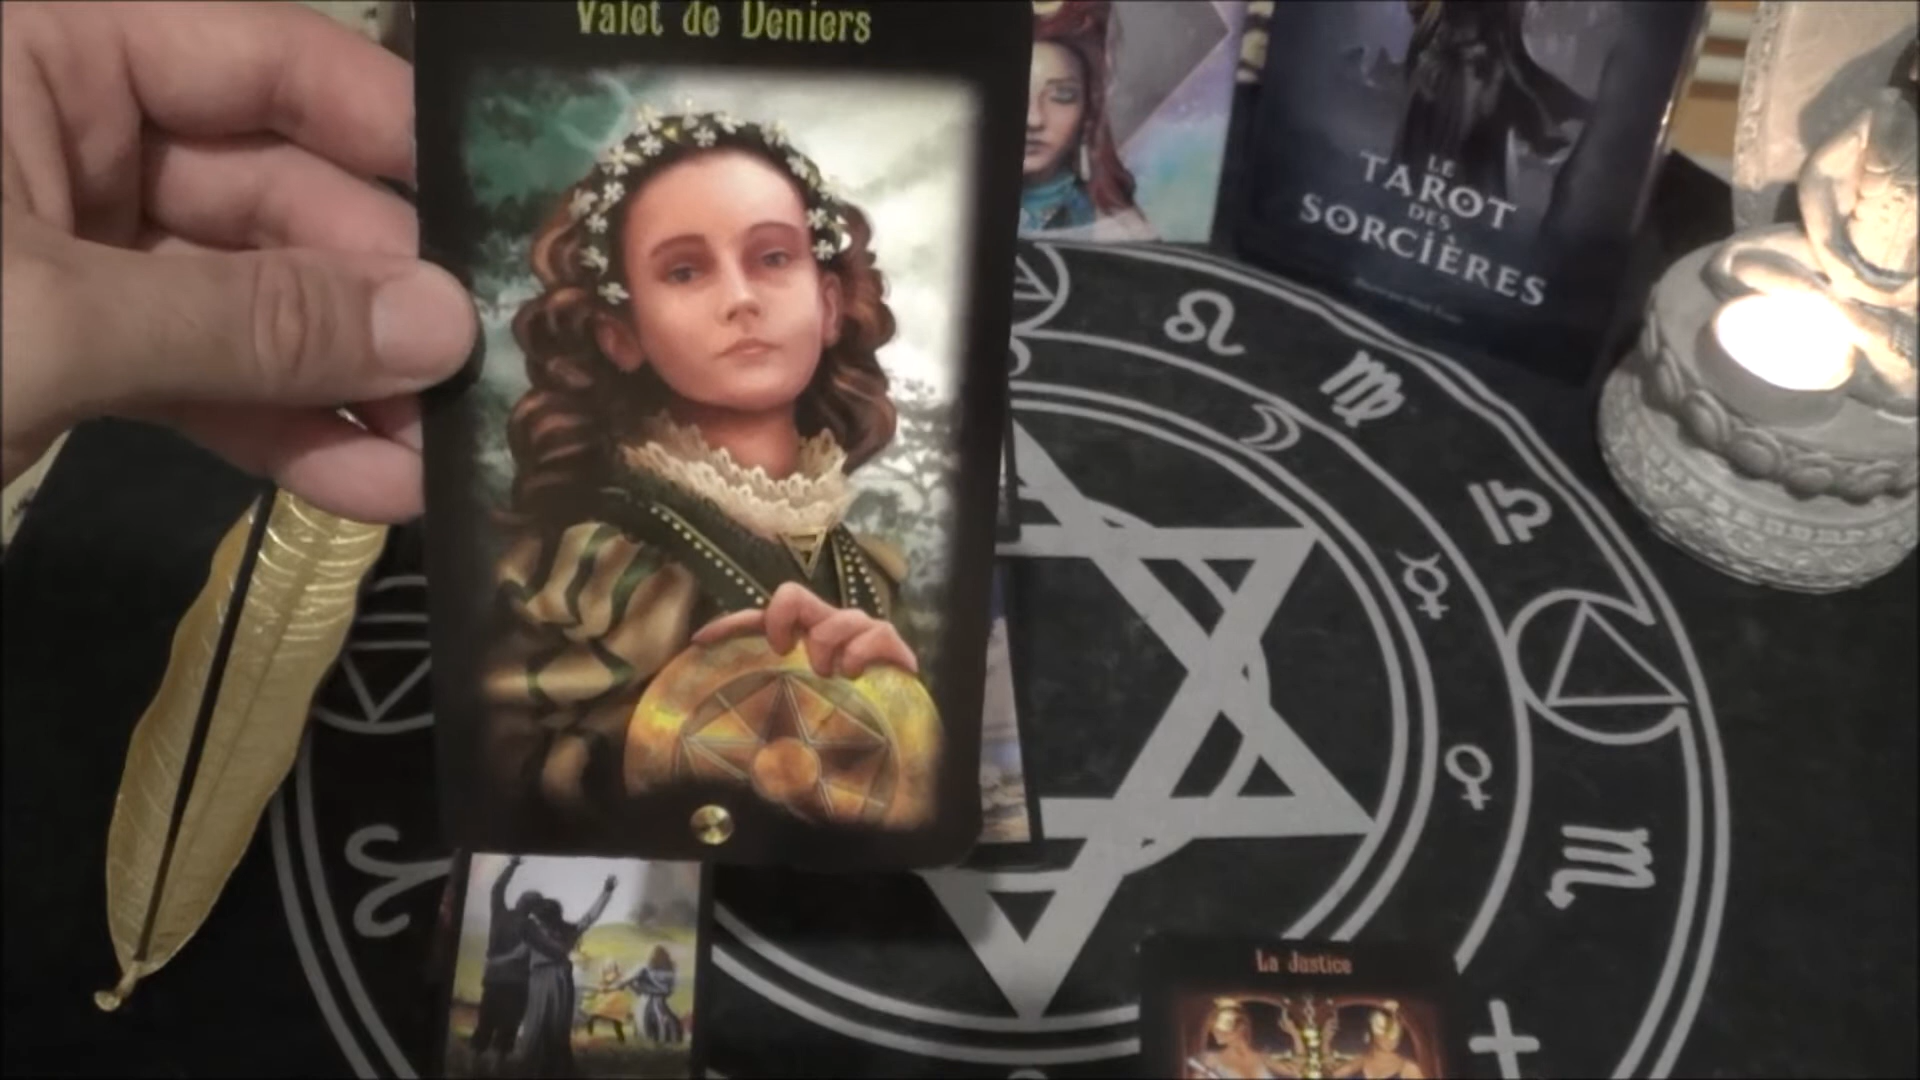 Valet de Deniers
LE
TAROT
DES
SORCIÈRES
La Justice